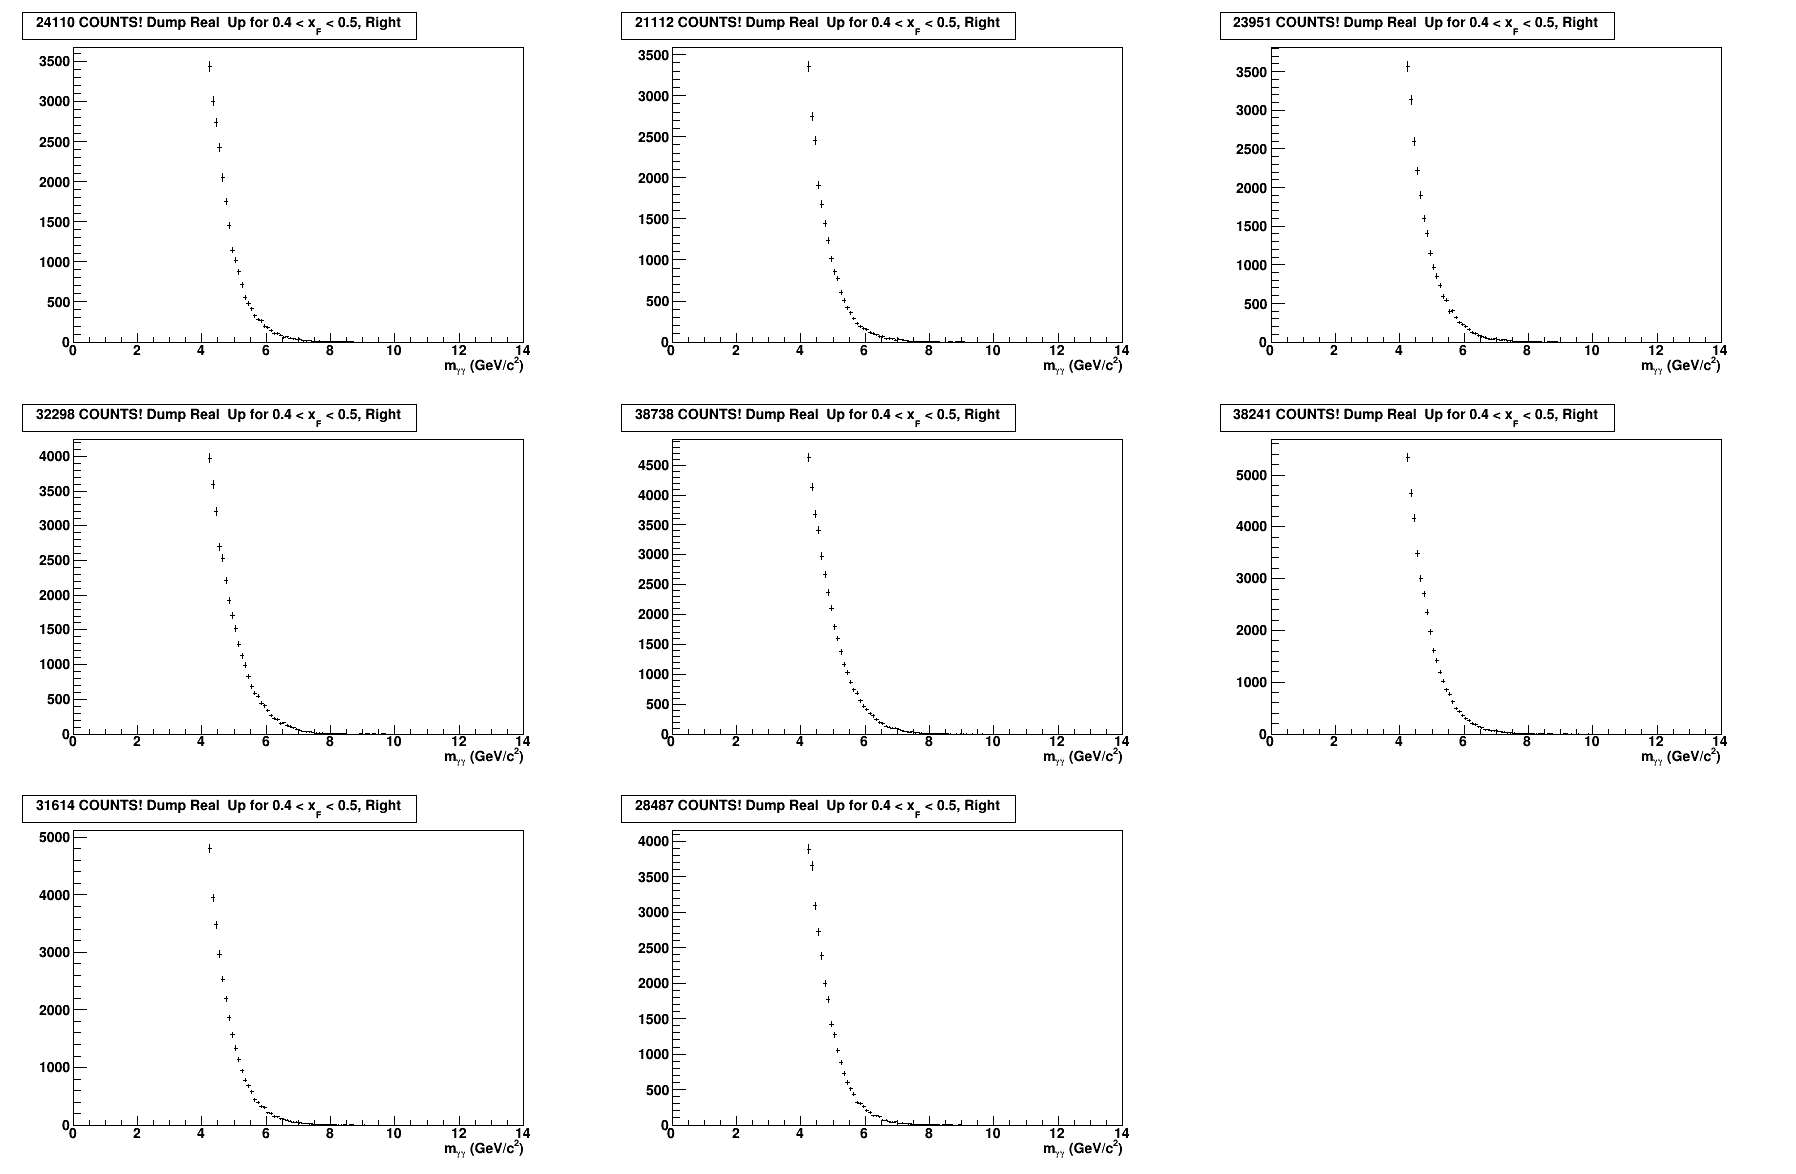 24110 COUNTS! Dump Real  Up for 0.4 < x_F < 0.5, Right
3500
3000
2500
2000
1500
1000
500
0
0 2 4 6 8 10 12 14
m_γγ (GeV/c²)
21112 COUNTS! Dump Real  Up for 0.4 < x_F < 0.5, Right
3500
3000
2500
2000
1500
1000
500
0
0 2 4 6 8 10 12 14
m_γγ (GeV/c²)
23951 COUNTS! Dump Real  Up for 0.4 < x_F < 0.5, Right
3500
3000
2500
2000
1500
1000
500
0
0 2 4 6 8 10 12 14
m_γγ (GeV/c²)
32298 COUNTS! Dump Real  Up for 0.4 < x_F < 0.5, Right
4000
3500
3000
2500
2000
1500
1000
500
0
0 2 4 6 8 10 12 14
m_γγ (GeV/c²)
38738 COUNTS! Dump Real  Up for 0.4 < x_F < 0.5, Right
4500
4000
3500
3000
2500
2000
1500
1000
500
0
0 2 4 6 8 10 12 14
m_γγ (GeV/c²)
38241 COUNTS! Dump Real  Up for 0.4 < x_F < 0.5, Right
5000
4000
3000
2000
1000
0
0 2 4 6 8 10 12 14
m_γγ (GeV/c²)
31614 COUNTS! Dump Real  Up for 0.4 < x_F < 0.5, Right
5000
4000
3000
2000
1000
0
0 2 4 6 8 10 12 14
m_γγ (GeV/c²)
28487 COUNTS! Dump Real  Up for 0.4 < x_F < 0.5, Right
4000
3500
3000
2500
2000
1500
1000
500
0
0 2 4 6 8 10 12 14
m_γγ (GeV/c²)